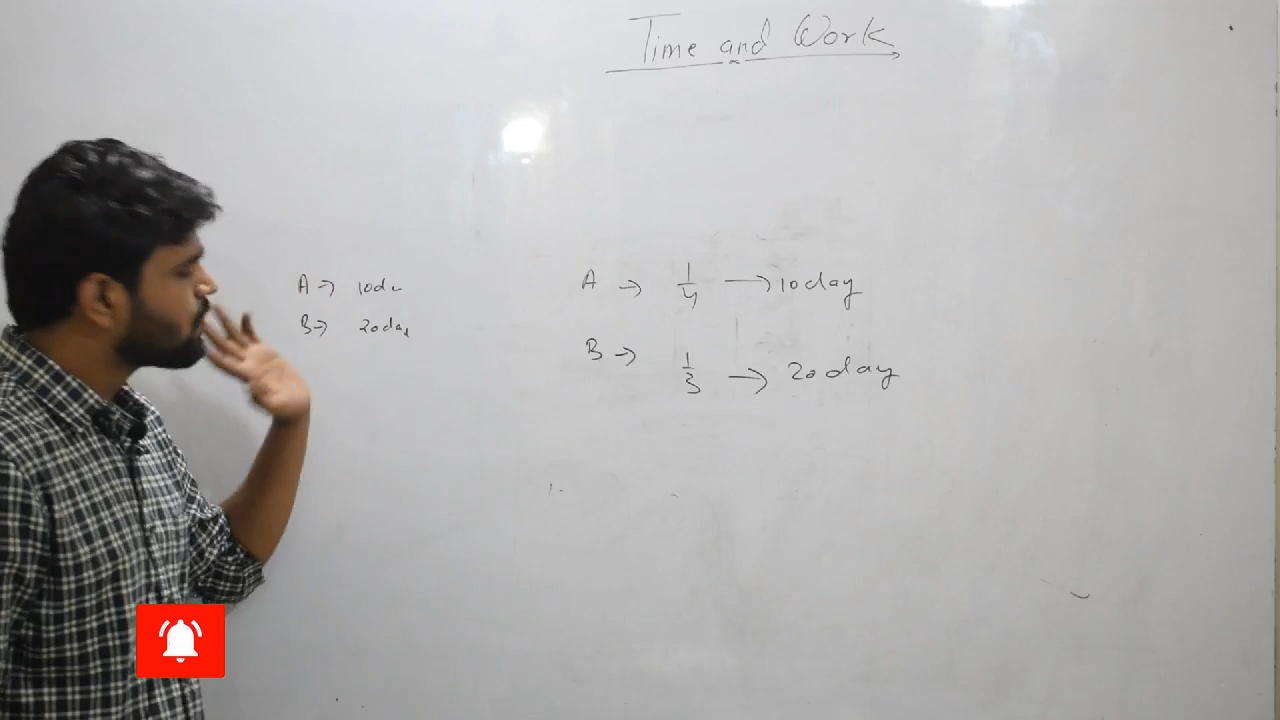 Time and Work
A → 10da
B → 20day
A → 1/4 → 10day
B → 1/3 → 20day